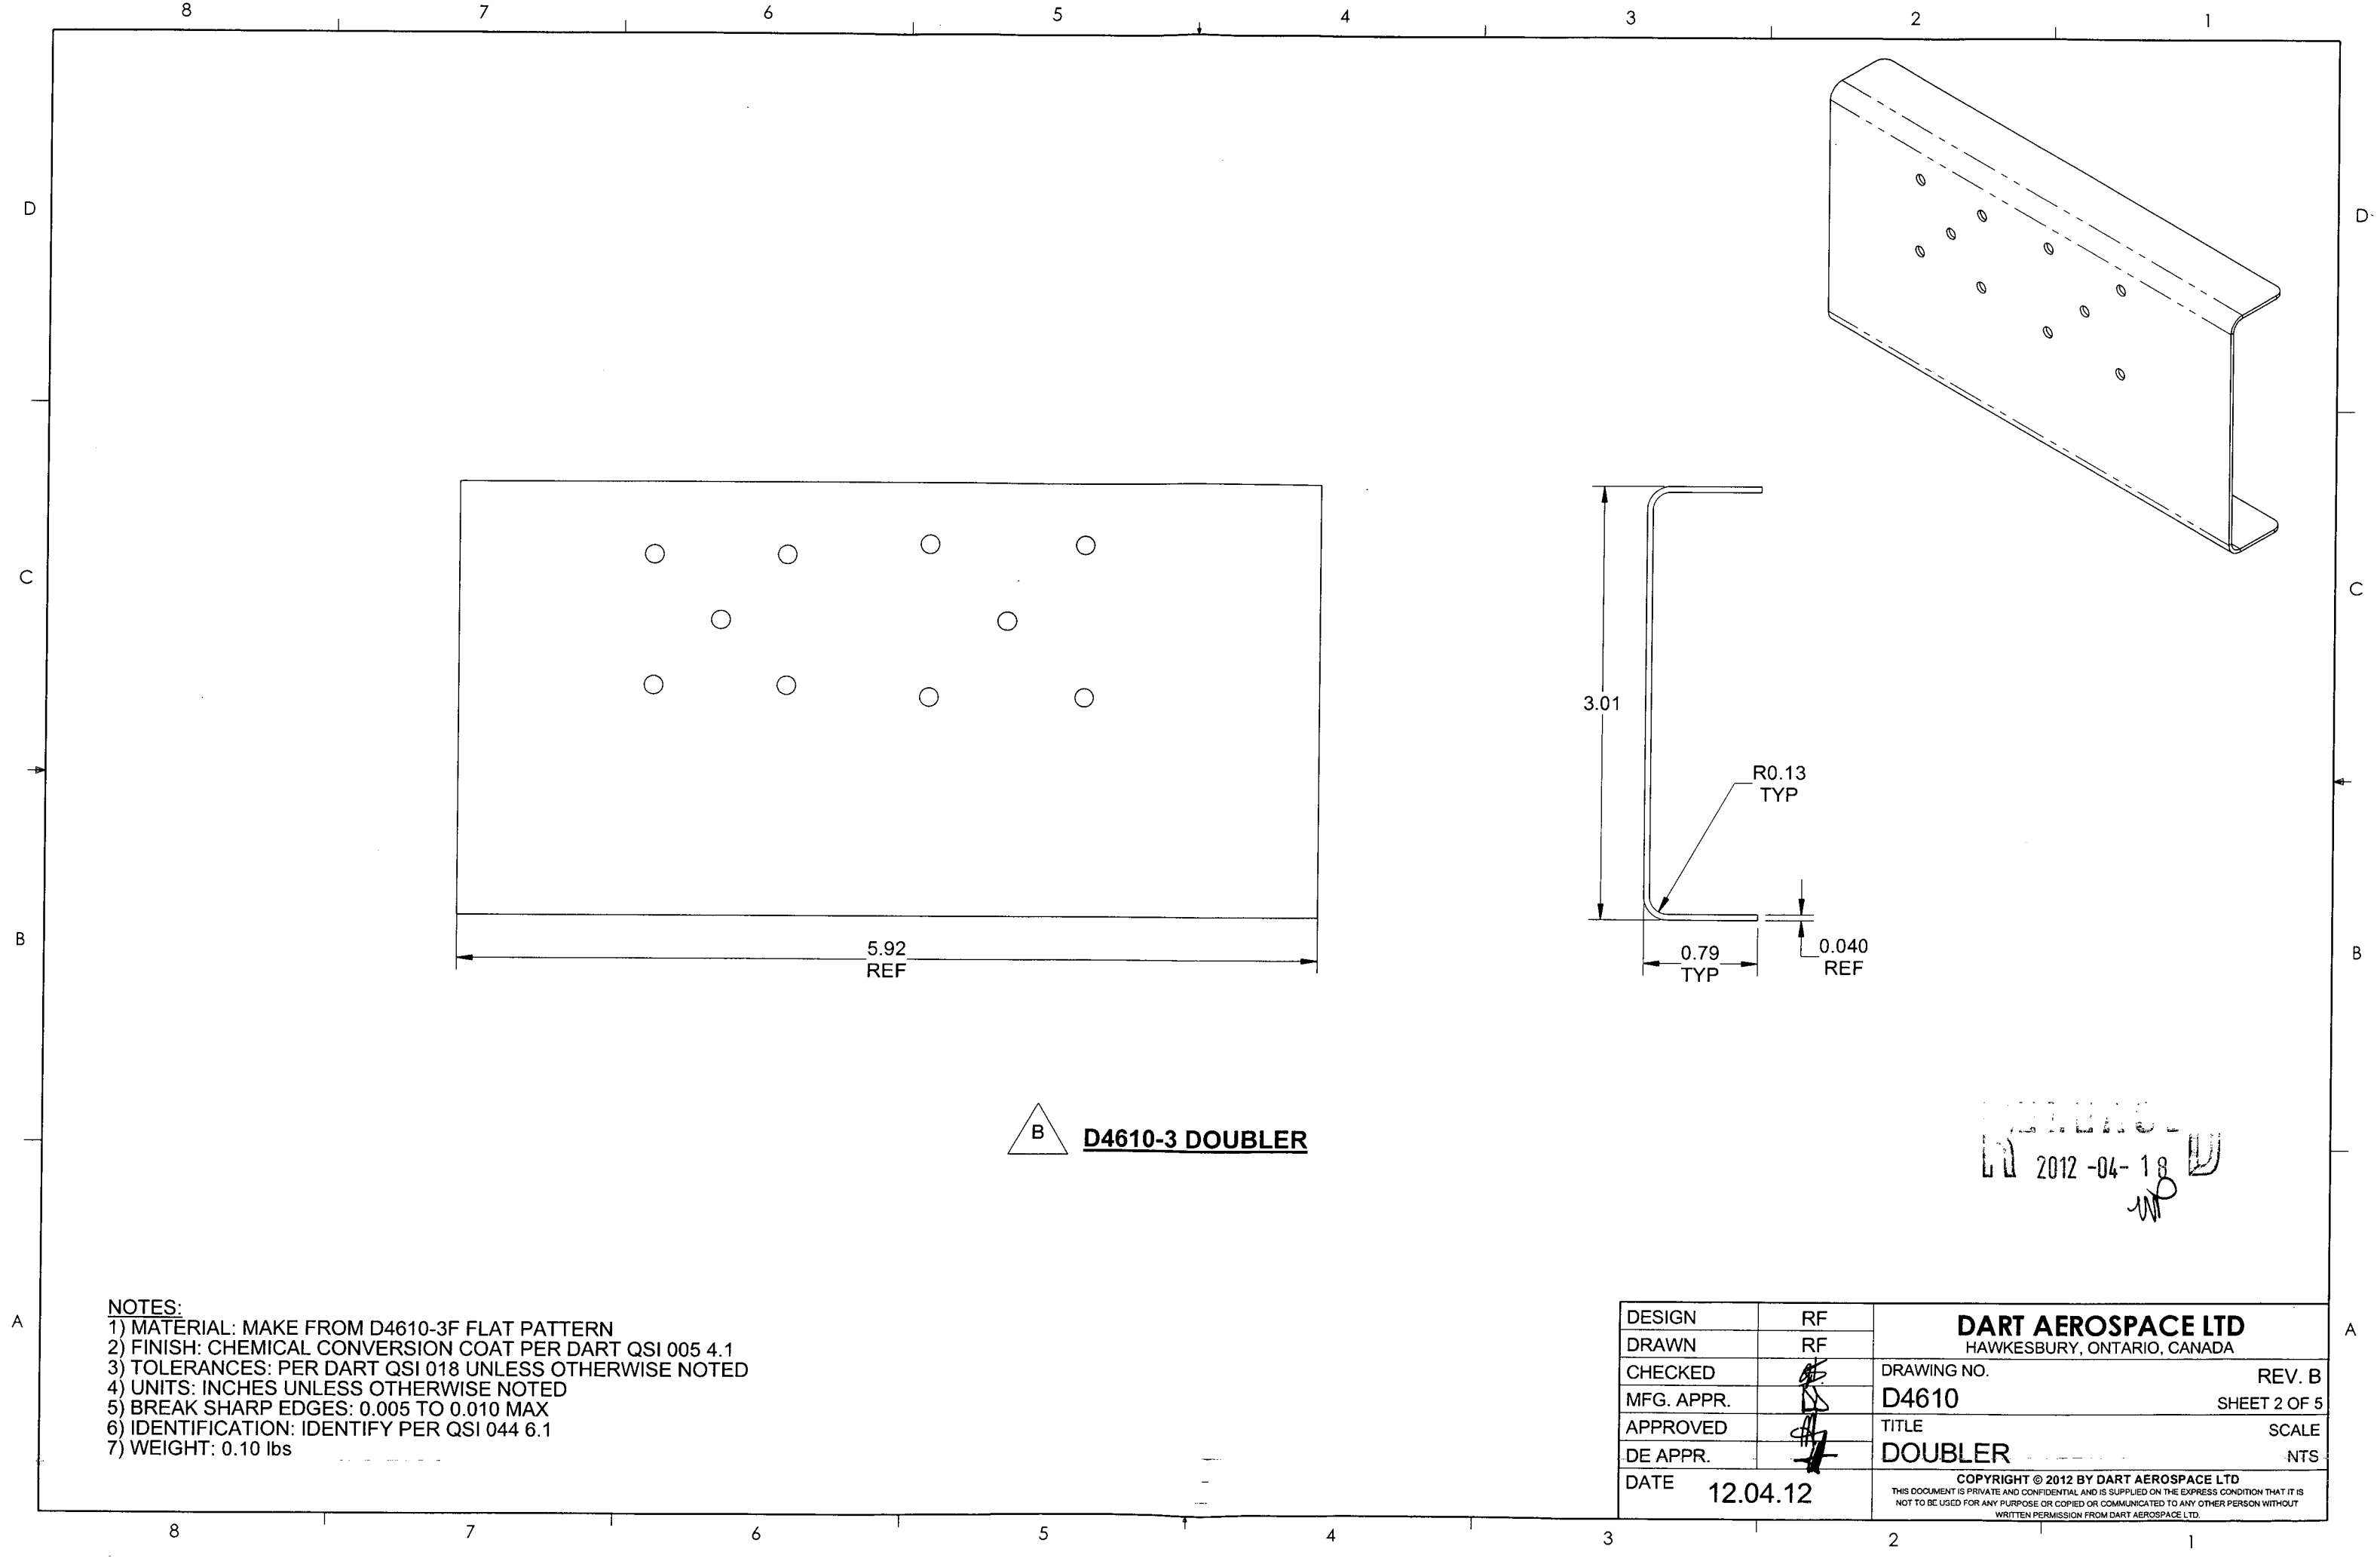 8 7 6 5 4 3 2 1
D
D
C
C
3.01
R0.13
TYP
B
B
5.92
REF
0.79
TYP
0.040
REF
B
D4610-3 DOUBLER
2012 -04- 18
A
A
NOTES:
1) MATERIAL: MAKE FROM D4610-3F FLAT PATTERN
2) FINISH: CHEMICAL CONVERSION COAT PER DART QSI 005 4.1
3) TOLERANCES: PER DART QSI 018 UNLESS OTHERWISE NOTED
4) UNITS: INCHES UNLESS OTHERWISE NOTED
5) BREAK SHARP EDGES: 0.005 TO 0.010 MAX
6) IDENTIFICATION: IDENTIFY PER QSI 044 6.1
7) WEIGHT: 0.10 lbs
DESIGN RF
DRAWN RF
CHECKED
MFG. APPR.
APPROVED
DE APPR.
DATE 12.04.12
DART AEROSPACE LTD
HAWKESBURY, ONTARIO, CANADA
DRAWING NO. REV. B
D4610 SHEET 2 OF 5
TITLE SCALE
DOUBLER NTS
COPYRIGHT © 2012 BY DART AEROSPACE LTD
THIS DOCUMENT IS PRIVATE AND CONFIDENTIAL AND IS SUPPLIED ON THE EXPRESS CONDITION THAT IT IS
NOT TO BE USED FOR ANY PURPOSE OR COPIED OR COMMUNICATED TO ANY OTHER PERSON WITHOUT
WRITTEN PERMISSION FROM DART AEROSPACE LTD.
8 7 6 5 4 3 2 1